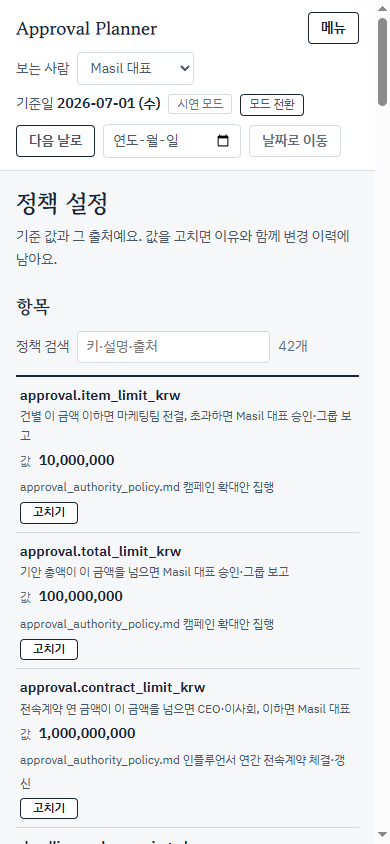 Approval Planner
메뉴
보는 사람 Masil 대표
기준일 2026-07-01 (수) 시연 모드 모드 전환
다음 날로 연도-월-일 날짜로 이동
정책 설정
기준 값과 그 출처예요. 값을 고치면 이유와 함께 변경 이력에
남아요.
항목
정책 검색 키·설명·출처 42개
approval.item_limit_krw
건별 이 금액 이하면 마케팅팀 전결, 초과하면 Masil 대표 승인·그룹 보
고
값 10,000,000
approval_authority_policy.md 캠페인 확대안 집행
고치기
approval.total_limit_krw
기안 총액이 이 금액을 넘으면 Masil 대표 승인·그룹 보고
값 100,000,000
approval_authority_policy.md 캠페인 확대안 집행
고치기
approval.contract_limit_krw
전속계약 연 금액이 이 금액을 넘으면 CEO·이사회, 이하면 Masil 대표
값 1,000,000,000
approval_authority_policy.md 인플루언서 연간 전속계약 체결·갱
신
고치기